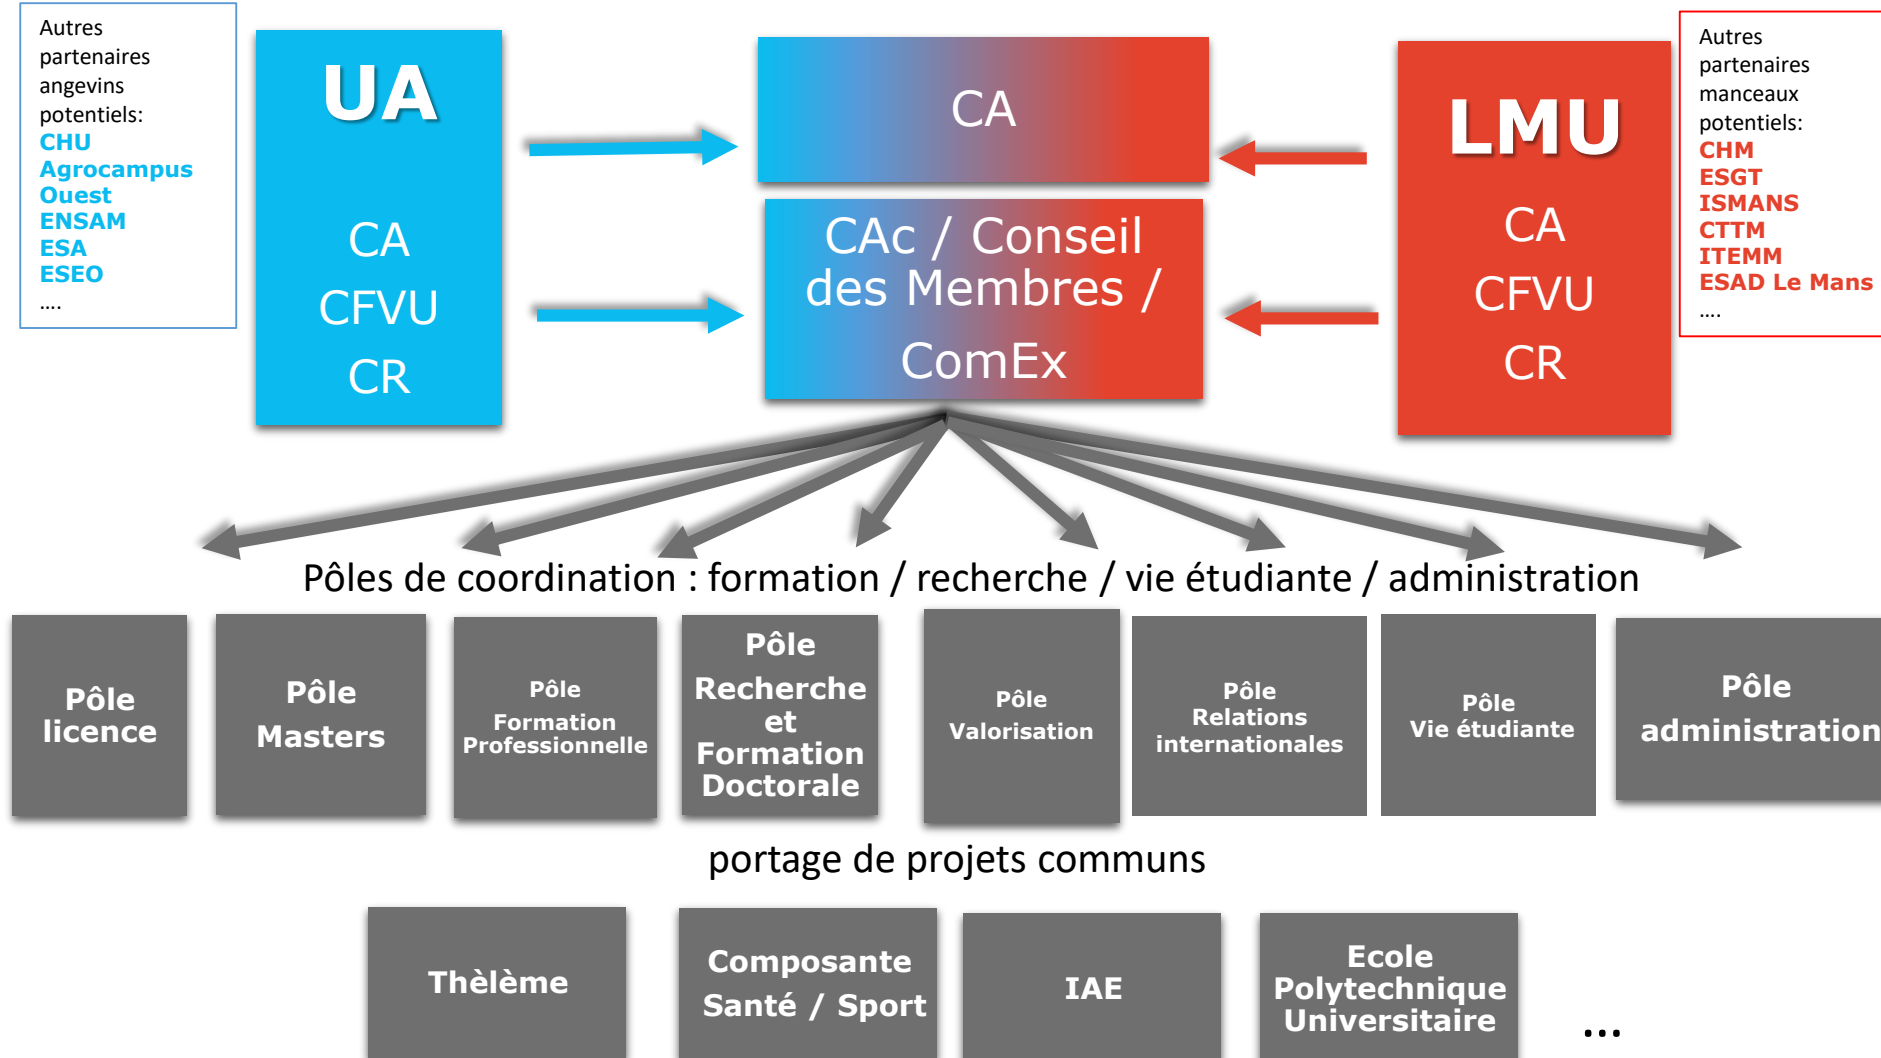 Autres
partenaires
angevins
potentiels:
CHU
Agrocampus
Ouest
ENSAM
ESA
ESEO
....
UA
CA
CFVU
CR
CA
CAc / Conseil
des Membres /
ComEx
LMU
CA
CFVU
CR
Autres
partenaires
manceaux
potentiels:
CHM
ESGT
ISMANS
CTTM
ITEMM
ESAD Le Mans
....
Pôles de coordination : formation / recherche / vie étudiante / administration
Pôle
licence
Pôle
Masters
Pôle
Formation
Professionnelle
Pôle
Recherche
et
Formation
Doctorale
Pôle
Valorisation
Pôle
Relations
internationales
Pôle
Vie étudiante
Pôle
administration
portage de projets communs
Thèlème
Composante
Santé / Sport
IAE
Ecole
Polytechnique
Universitaire
...